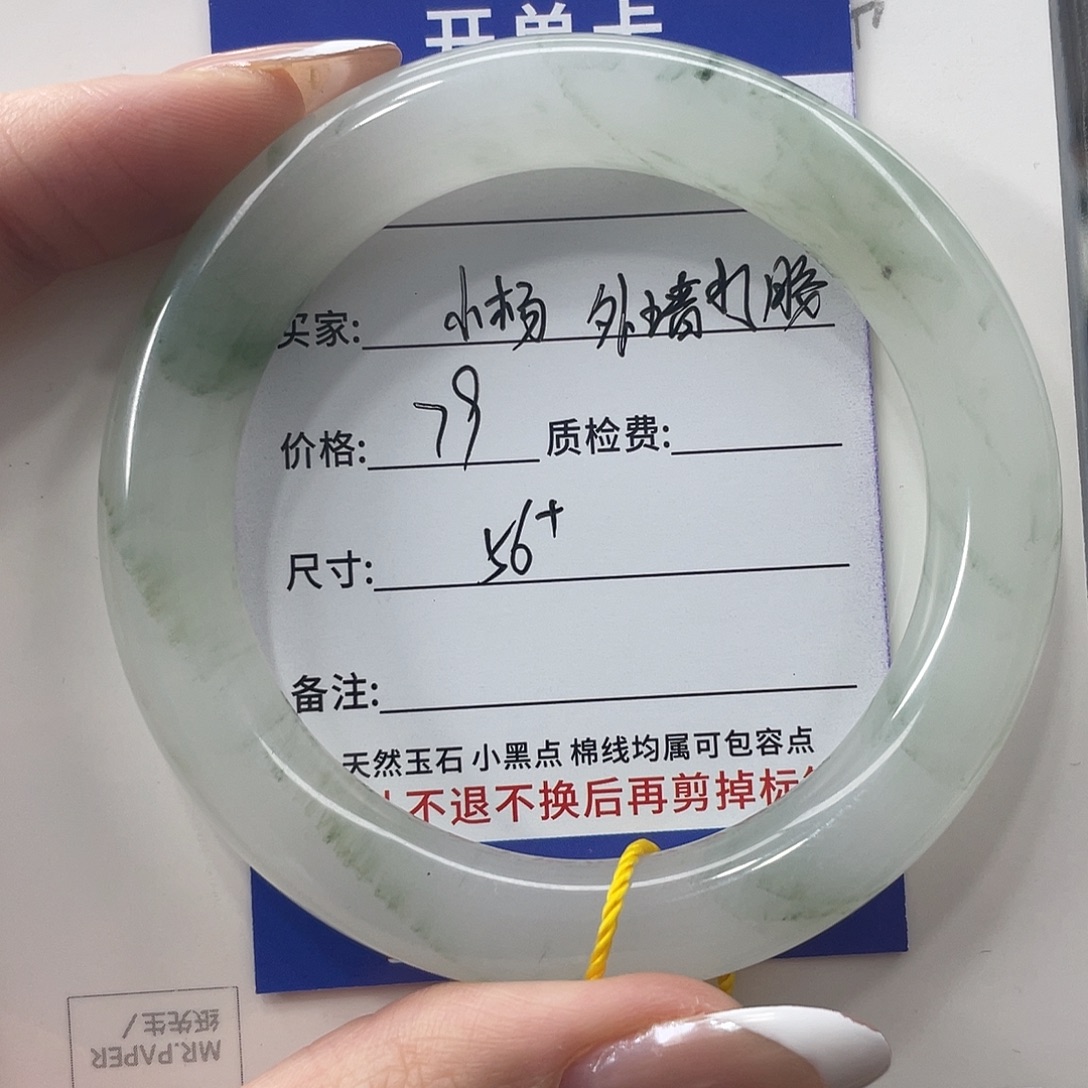 开单卡
买家: 小杨 外墙打胶
价格: 79 质检费:
尺寸: 56+
备注:
天然玉石 小黑点 棉线均属可包容点
不退不换后再剪掉标
纸先生/
MR.PAPER